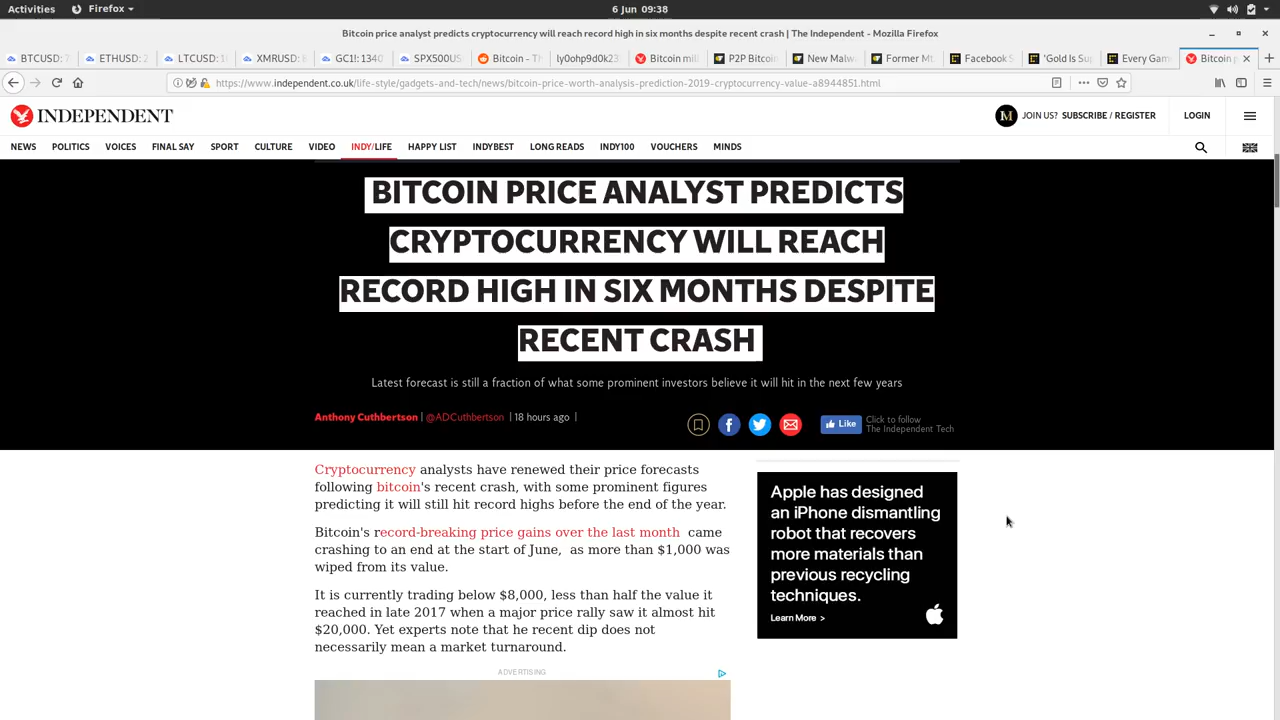 Activities Firefox 6 Jun 09:38
Bitcoin price analyst predicts cryptocurrency will reach record high in six months despite recent crash | The Independent - Mozilla Firefox
BTCUSD: ETHUSD: 2 LTCUSD: XMRUSD: GC1!: 1340 SPX500US Bitcoin - Th ly0ohp9d0k23 Bitcoin mil P2P Bitcoin New Malwa Former Mt. Facebook S 'Gold Is Sup Every Gam Bitcoin p
https://www.independent.co.uk/life-style/gadgets-and-tech/news/bitcoin-price-worth-analysis-prediction-2019-cryptocurrency-value-a8944851.html
INDEPENDENT M JOIN US? SUBSCRIBE / REGISTER LOGIN
NEWS POLITICS VOICES FINAL SAY SPORT CULTURE VIDEO INDY/LIFE HAPPY LIST INDYBEST LONG READS INDY100 VOUCHERS MINDS
BITCOIN PRICE ANALYST PREDICTS
CRYPTOCURRENCY WILL REACH
RECORD HIGH IN SIX MONTHS DESPITE
RECENT CRASH
Latest forecast is still a fraction of what some prominent investors believe it will hit in the next few years
Anthony Cuthbertson | @ADCuthbertson | 18 hours ago |
Like
Click to follow
The Independent Tech
Cryptocurrency analysts have renewed their price forecasts
following bitcoin's recent crash, with some prominent figures
predicting it will still hit record highs before the end of the year.
Bitcoin's record-breaking price gains over the last month came
crashing to an end at the start of June, as more than $1,000 was
wiped from its value.
It is currently trading below $8,000, less than half the value it
reached in late 2017 when a major price rally saw it almost hit
$20,000. Yet experts note that he recent dip does not
necessarily mean a market turnaround.
ADVERTISING
Apple has designed
an iPhone dismantling
robot that recovers
more materials than
previous recycling
techniques.
Learn More >